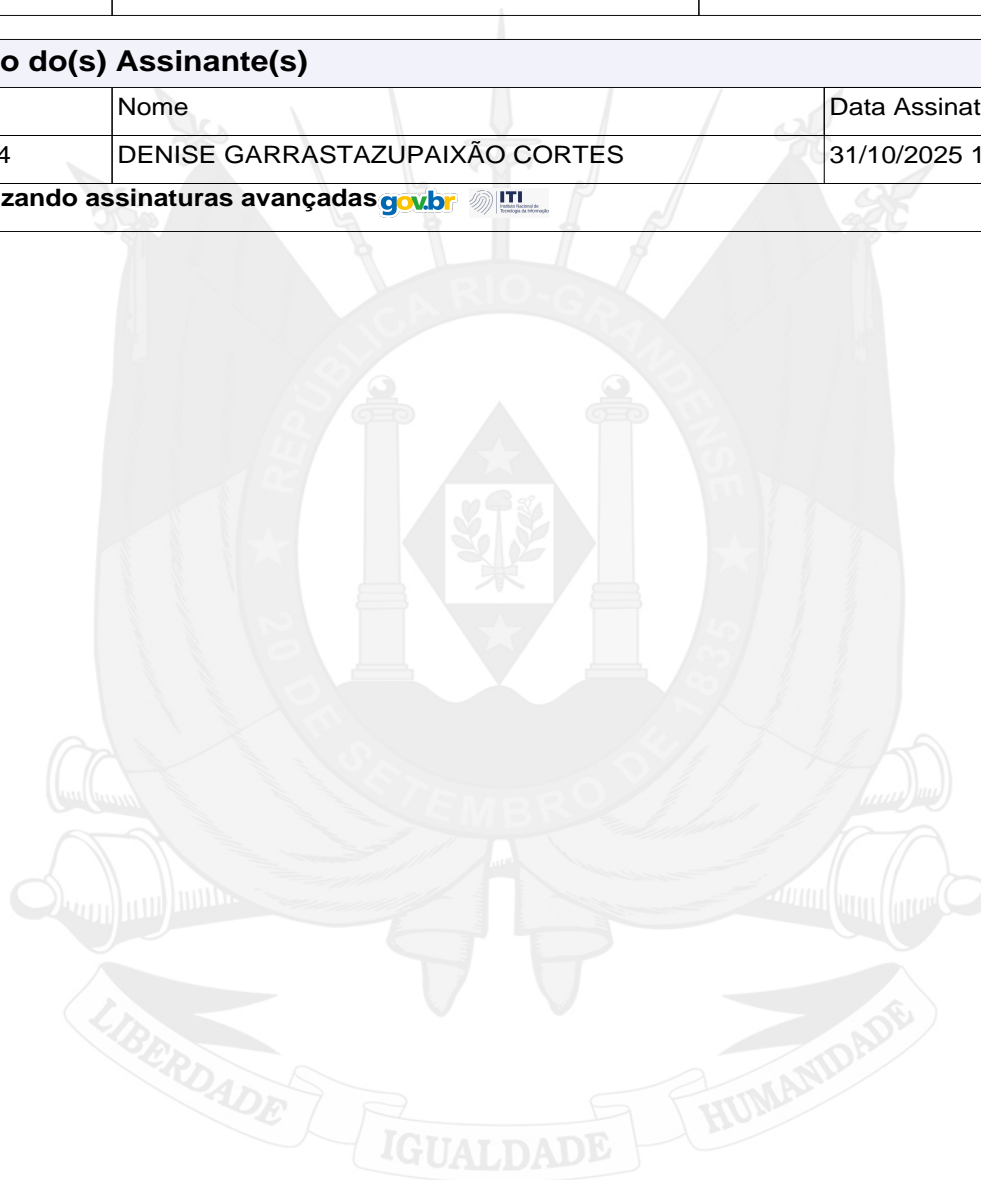 o do(s) Assinante(s)
Nome
Data Assinat
4
DENISE GARRASTAZUPAIXÃO CORTES
31/10/2025 1
zando assinaturas avançadas gov.br ITI
REPÚBLICA RIO-GRANDENSE
20 DE SETEMBRO DE 1835
LIBERDADE
IGUALDADE
HUMANIDADE